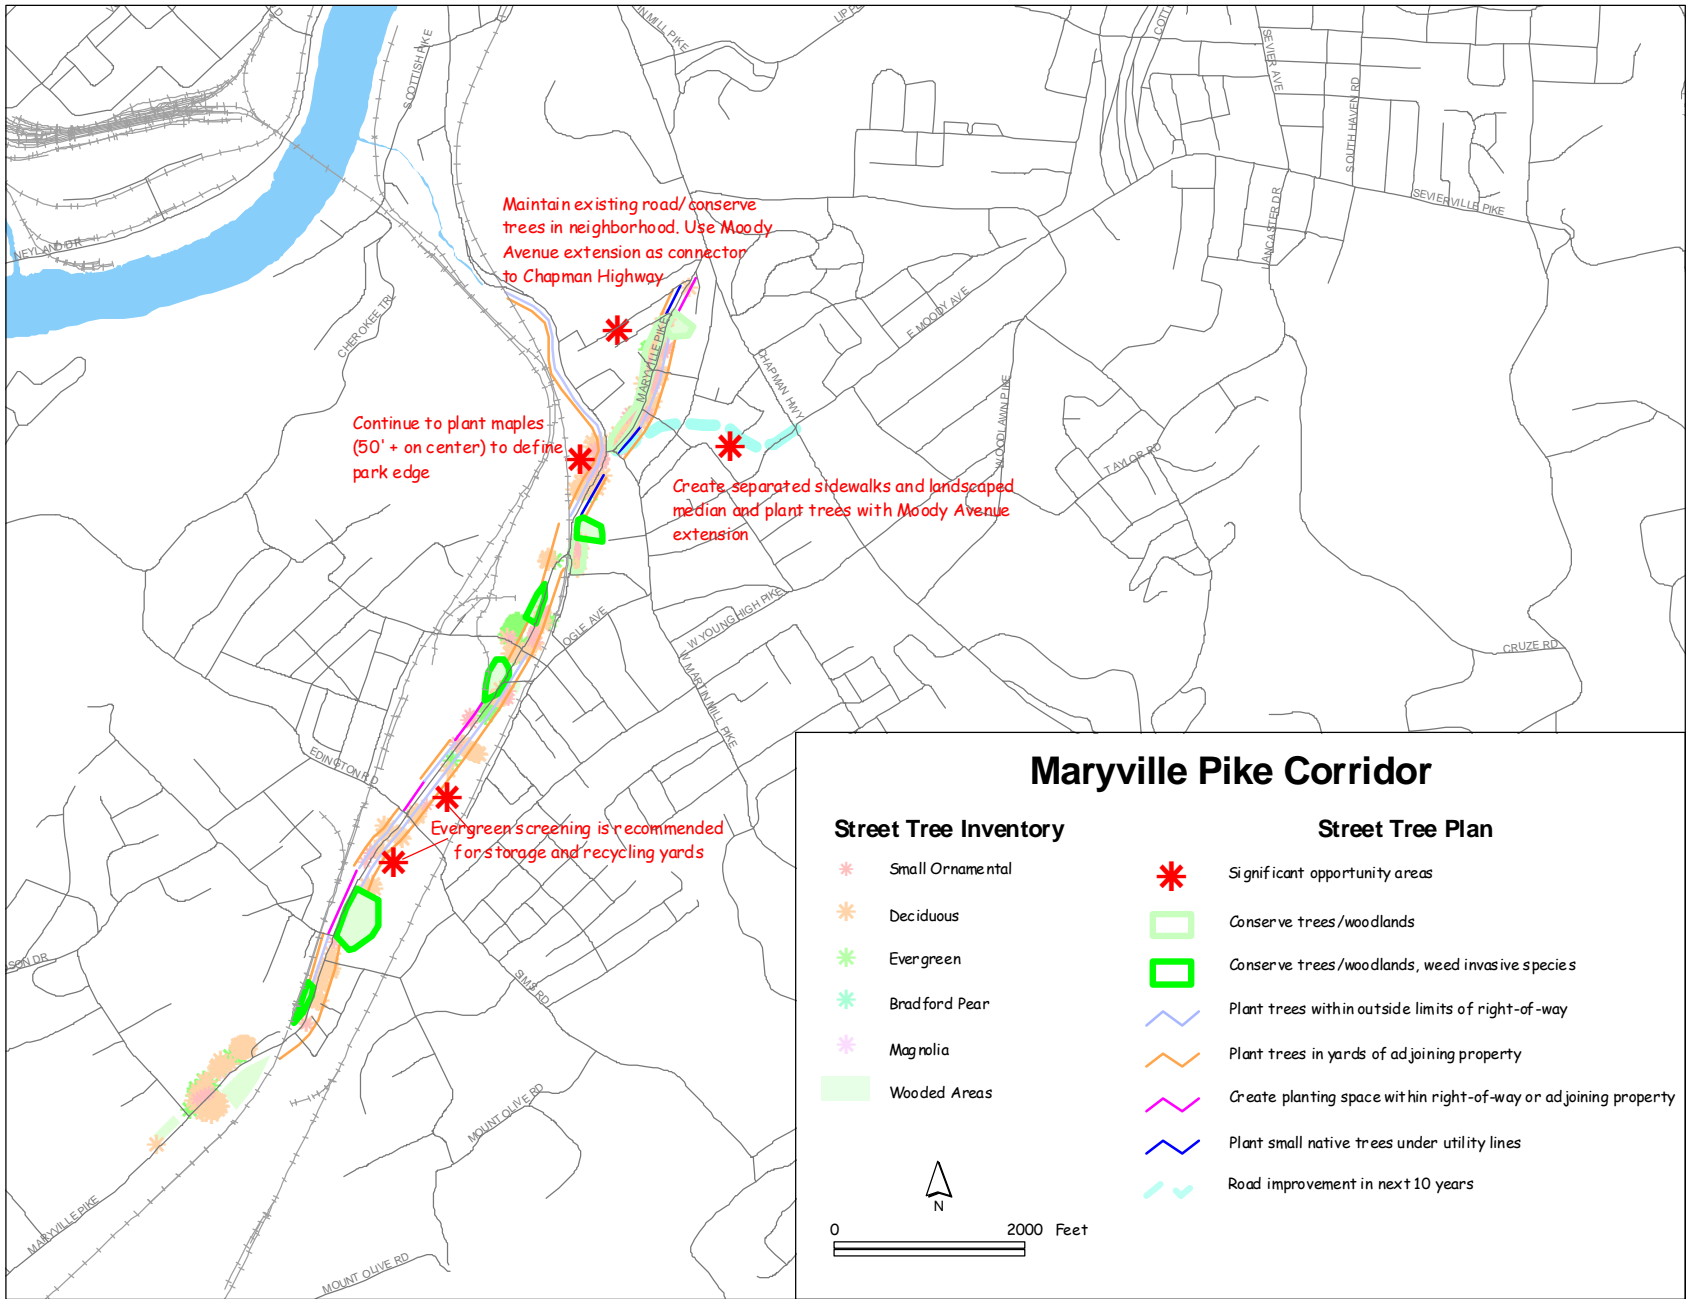 SCOTTISH PIKE
SEVIER AVE
SOUTH HAVEN RD
SEVIERVILLE PIKE
LANCASTER DR
NEYLAND DR
CHEROKEE TRL
Maintain existing road/conserve
trees in neighborhood. Use Moody
Avenue extension as connector
to Chapman Highway
E MOODY AVE
MARYVILLE PIKE
CHAPMAN HWY
WOODLAWN PIKE
TAYLOR RD
Continue to plant maples
(50' + on center) to define
park edge
Create separated sidewalks and landscaped
median and plant trees with Moody Avenue
extension
OGLE AVE
W YOUNG HIGH PIKE
W MARTIN MILL PIKE
CRUZE RD
EDINGTON RD
Evergreen screening is recommended
for storage and recycling yards
SON DR
SIMS RD
MOUNT OLIVE RD
MARYVILLE PIKE
MOUNT OLIVE RD
Maryville Pike Corridor
Street Tree Inventory
Small Ornamental
Deciduous
Evergreen
Bradford Pear
Magnolia
Wooded Areas
Street Tree Plan
Significant opportunity areas
Conserve trees/woodlands
Conserve trees/woodlands, weed invasive species
Plant trees within outside limits of right-of-way
Plant trees in yards of adjoining property
Create planting space within right-of-way or adjoining property
Plant small native trees under utility lines
Road improvement in next 10 years
N
0 2000 Feet